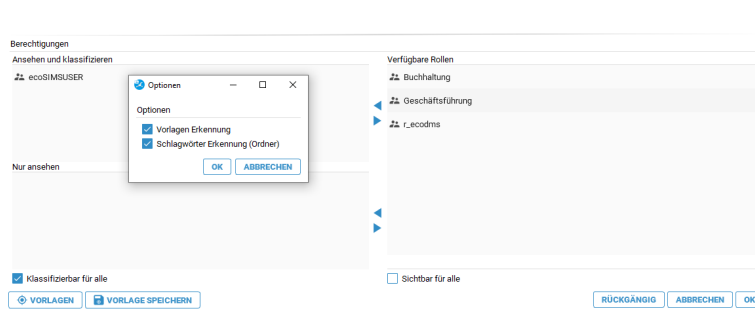 Berechtigungen
Ansehen und klassifizieren
Verfügbare Rollen
ecoSIMSUSER
Buchhaltung
Geschäftsführung
r_ecodms
Optionen
Optionen
Vorlagen Erkennung
Schlagwörter Erkennung (Ordner)
OK
ABBRECHEN
Nur ansehen
Klassifizierbar für alle
Sichtbar für alle
VORLAGEN
VORLAGE SPEICHERN
RÜCKGÄNGIG
ABBRECHEN
OK